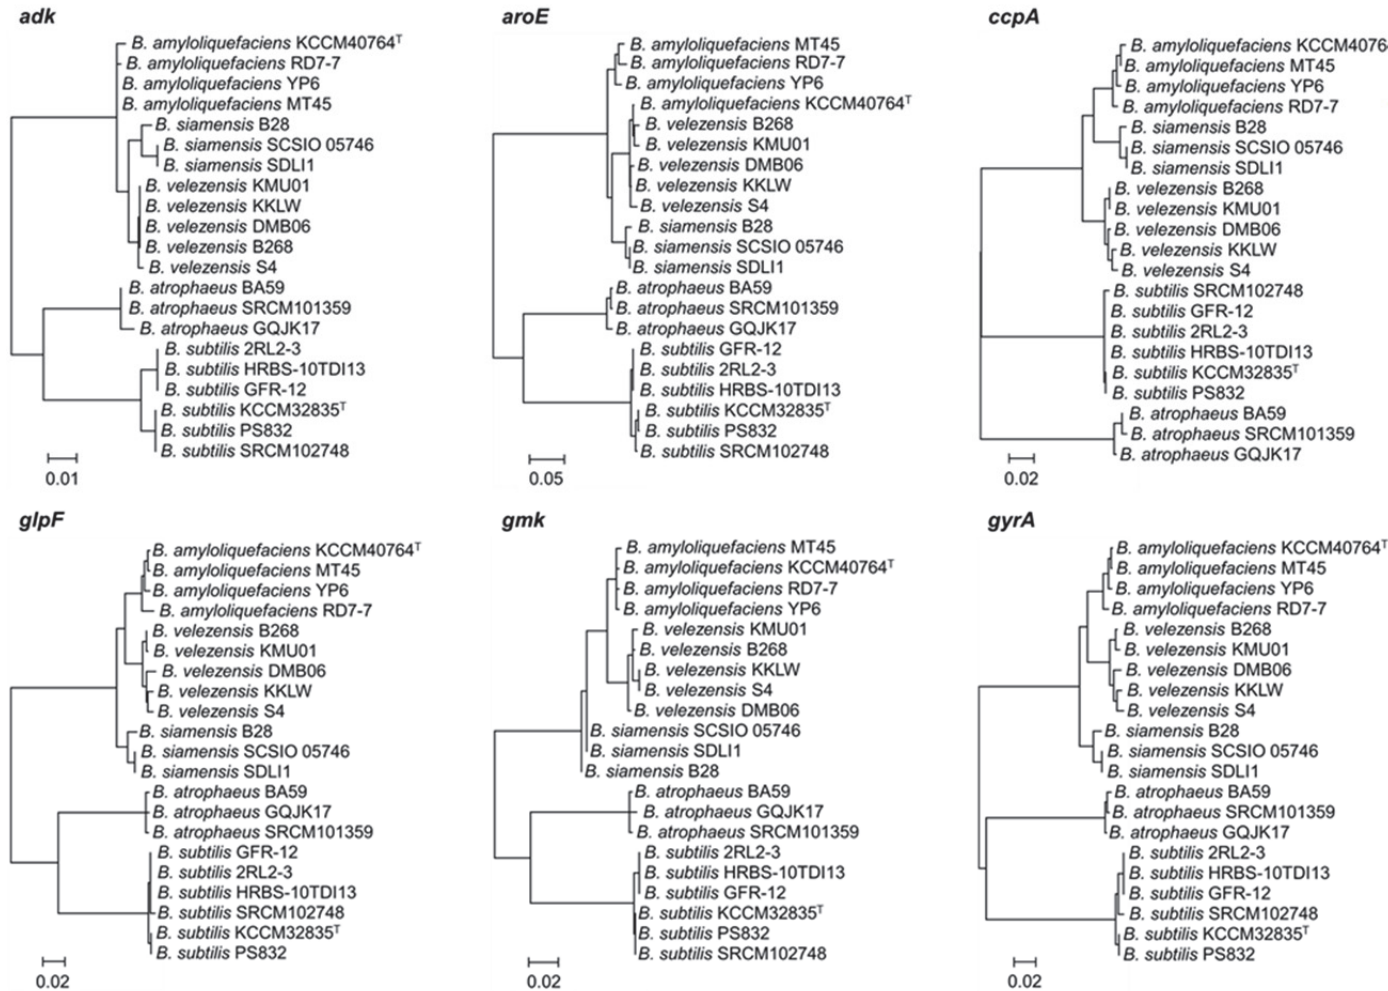 adk
B. amyloliquefaciens KCCM40764T
B. amyloliquefaciens RD7-7
B. amyloliquefaciens YP6
B. amyloliquefaciens MT45
B. siamensis B28
B. siamensis SCSIO 05746
B. siamensis SDLI1
B. velezensis KMU01
B. velezensis KKLW
B. velezensis DMB06
B. velezensis B268
B. velezensis S4
B. atrophaeus BA59
B. atrophaeus SRCM101359
B. atrophaeus GQJK17
B. subtilis 2RL2-3
B. subtilis HRBS-10TDI13
B. subtilis GFR-12
B. subtilis KCCM32835T
B. subtilis PS832
B. subtilis SRCM102748
0.01
aroE
B. amyloliquefaciens MT45
B. amyloliquefaciens RD7-7
B. amyloliquefaciens YP6
B. amyloliquefaciens KCCM40764T
B. velezensis B268
B. velezensis KMU01
B. velezensis DMB06
B. velezensis KKLW
B. velezensis S4
B. siamensis B28
B. siamensis SCSIO 05746
B. siamensis SDLI1
B. atrophaeus BA59
B. atrophaeus SRCM101359
B. atrophaeus GQJK17
B. subtilis GFR-12
B. subtilis 2RL2-3
B. subtilis HRBS-10TDI13
B. subtilis KCCM32835T
B. subtilis PS832
B. subtilis SRCM102748
0.05
ccpA
B. amyloliquefaciens KCCM4076
B. amyloliquefaciens MT45
B. amyloliquefaciens YP6
B. amyloliquefaciens RD7-7
B. siamensis B28
B. siamensis SCSIO 05746
B. siamensis SDLI1
B. velezensis B268
B. velezensis KMU01
B. velezensis DMB06
B. velezensis KKLW
B. velezensis S4
B. subtilis SRCM102748
B. subtilis GFR-12
B. subtilis 2RL2-3
B. subtilis HRBS-10TDI13
B. subtilis KCCM32835T
B. subtilis PS832
B. atrophaeus BA59
B. atrophaeus SRCM101359
B. atrophaeus GQJK17
0.02
glpF
B. amyloliquefaciens KCCM40764T
B. amyloliquefaciens MT45
B. amyloliquefaciens YP6
B. amyloliquefaciens RD7-7
B. velezensis B268
B. velezensis KMU01
B. velezensis DMB06
B. velezensis KKLW
B. velezensis S4
B. siamensis B28
B. siamensis SCSIO 05746
B. siamensis SDLI1
B. atrophaeus BA59
B. atrophaeus GQJK17
B. atrophaeus SRCM101359
B. subtilis GFR-12
B. subtilis 2RL2-3
B. subtilis HRBS-10TDI13
B. subtilis SRCM102748
B. subtilis KCCM32835T
B. subtilis PS832
0.02
gmk
B. amyloliquefaciens MT45
B. amyloliquefaciens KCCM40764T
B. amyloliquefaciens RD7-7
B. amyloliquefaciens YP6
B. velezensis KMU01
B. velezensis B268
B. velezensis KKLW
B. velezensis S4
B. velezensis DMB06
B. siamensis SCSIO 05746
B. siamensis SDLI1
B. siamensis B28
B. atrophaeus BA59
B. atrophaeus GQJK17
B. atrophaeus SRCM101359
B. subtilis 2RL2-3
B. subtilis HRBS-10TDI13
B. subtilis GFR-12
B. subtilis KCCM32835T
B. subtilis PS832
B. subtilis SRCM102748
0.02
gyrA
B. amyloliquefaciens KCCM40764T
B. amyloliquefaciens MT45
B. amyloliquefaciens YP6
B. amyloliquefaciens RD7-7
B. velezensis B268
B. velezensis KMU01
B. velezensis DMB06
B. velezensis KKLW
B. velezensis S4
B. siamensis B28
B. siamensis SCSIO 05746
B. siamensis SDLI1
B. atrophaeus BA59
B. atrophaeus SRCM101359
B. atrophaeus GQJK17
B. subtilis 2RL2-3
B. subtilis HRBS-10TDI13
B. subtilis GFR-12
B. subtilis SRCM102748
B. subtilis KCCM32835T
B. subtilis PS832
0.02